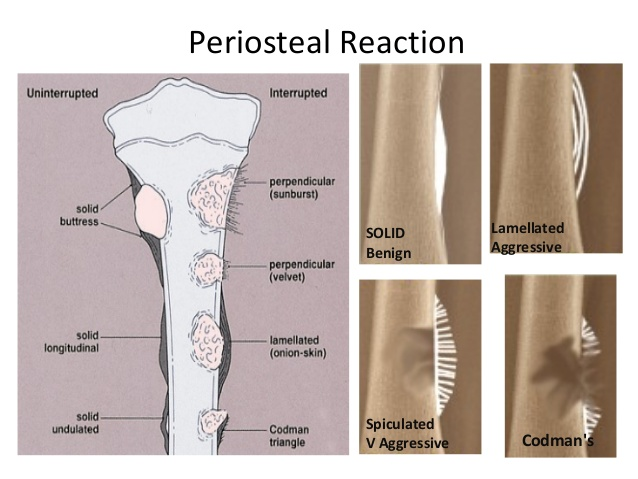 Periosteal Reaction
Uninterrupted
Interrupted
solid
buttress
perpendicular
(sunburst)
perpendicular
(velvet)
solid
longitudinal
lamellated
(onion-skin)
solid
undulated
Codman
triangle
SOLID
Benign
Lamellated
Aggressive
Spiculated
V Aggressive
Codman's